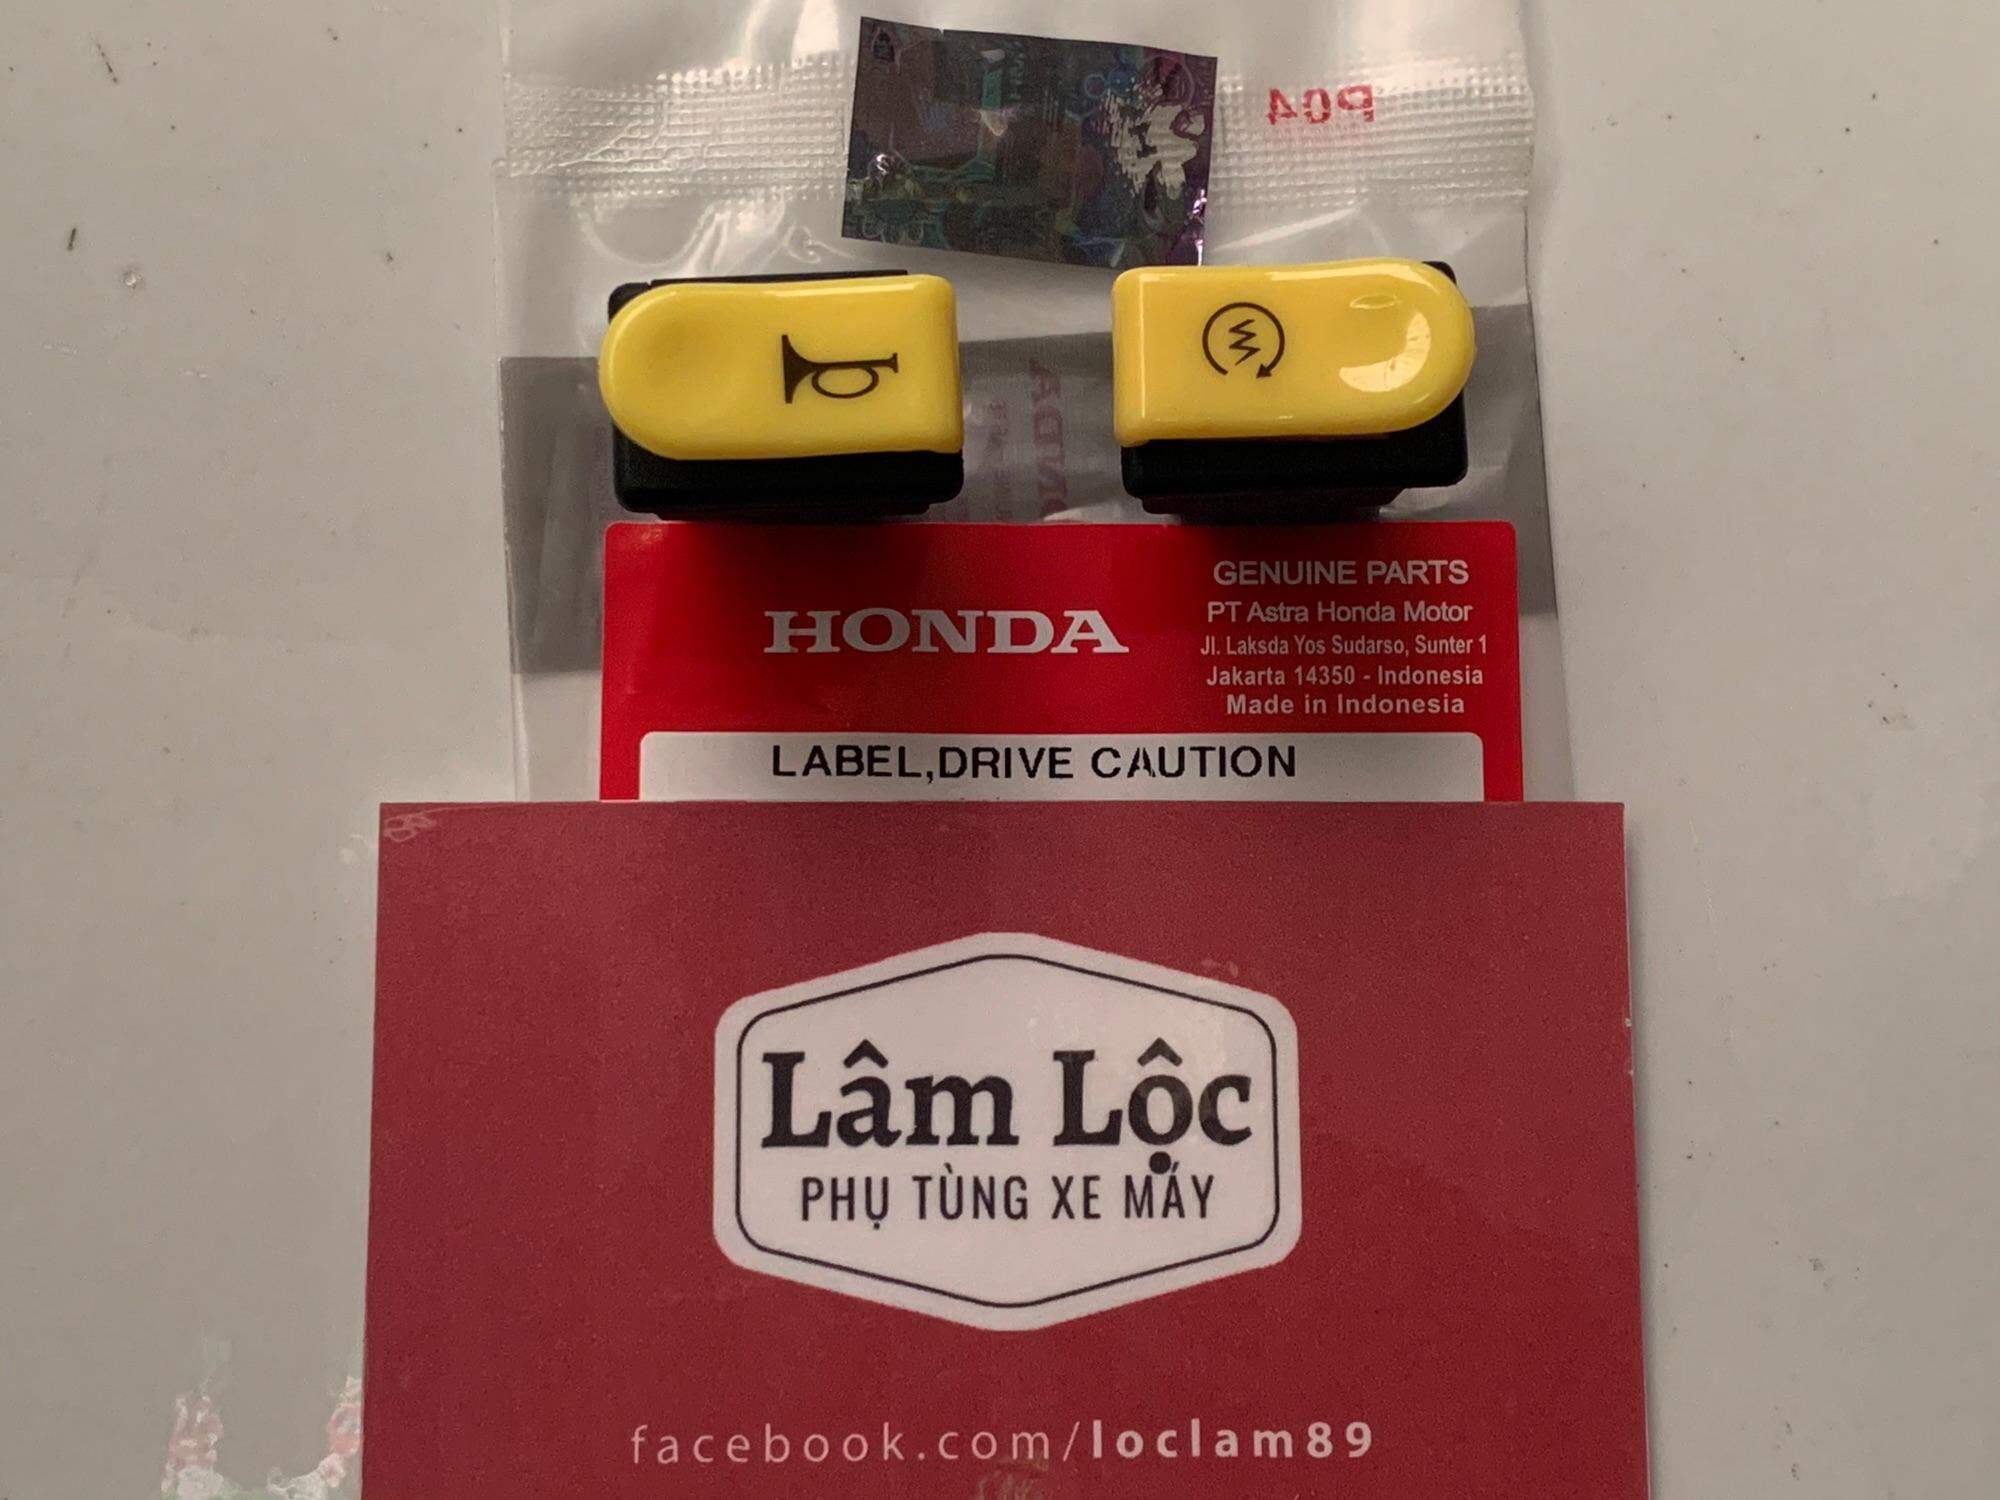 P04
HONDA
GENUINE PARTS
PT Astra Honda Motor
Jl. Laksda Yos Sudarso, Sunter 1
Jakarta 14350 - Indonesia
Made in Indonesia
LABEL,DRIVE CAUTION
Lâm Lộc
PHỤ TÙNG XE MÁY
facebook.com/loclam89